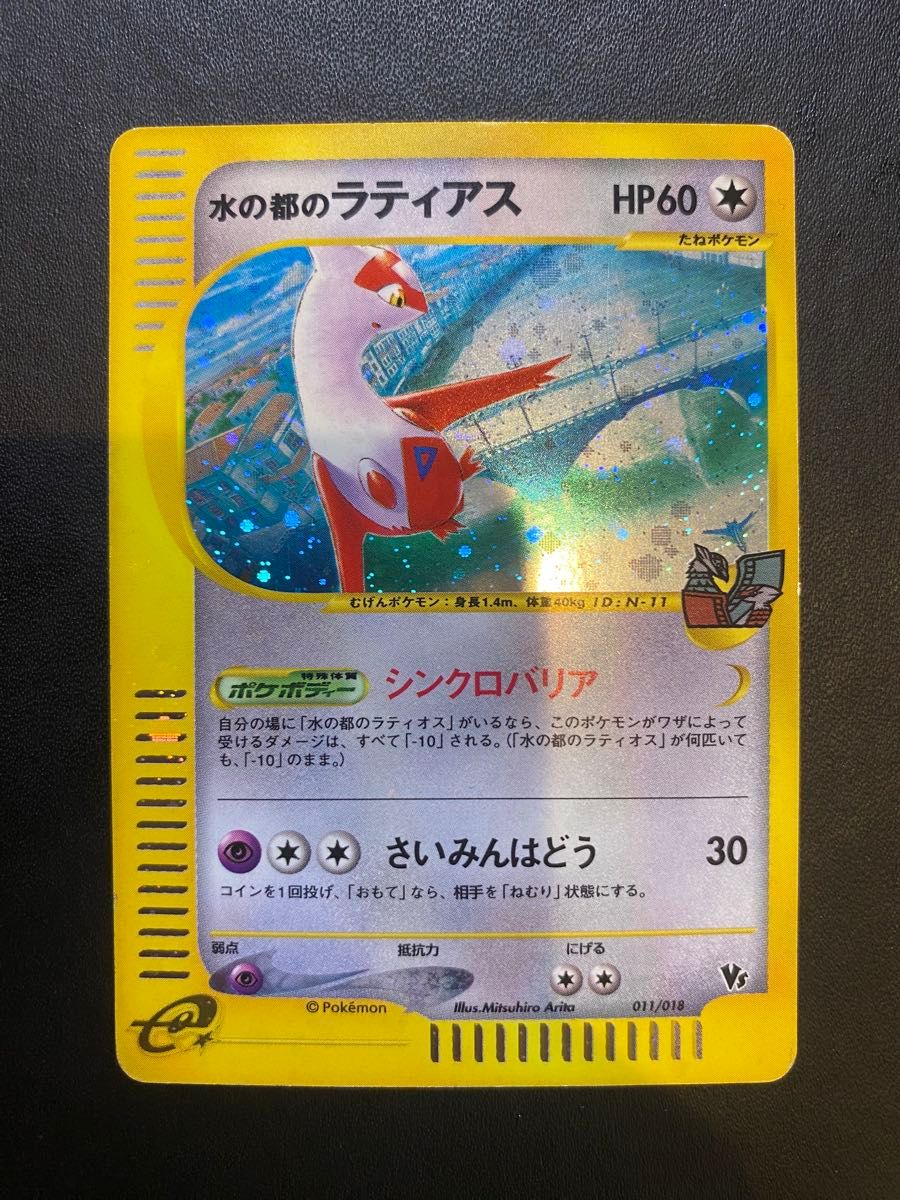 水の都のラティアス HP60
たねポケモン
むげんポケモン：身長1.4m、体重40kg ID：N-11
特殊体質
ポケボディー シンクロバリア
自分の場に「水の都のラティオス」がいるなら、このポケモンがワザによって
受けるダメージは、すべて「-10」される。（「水の都のラティオス」が何匹いて
も、「-10」のまま。）
さいみんはどう 30
コインを1回投げ、「おもて」なら、相手を「ねむり」状態にする。
弱点 抵抗力 にげる
VS
© Pokémon Illus.Mitsuhiro Arita 011/018
e